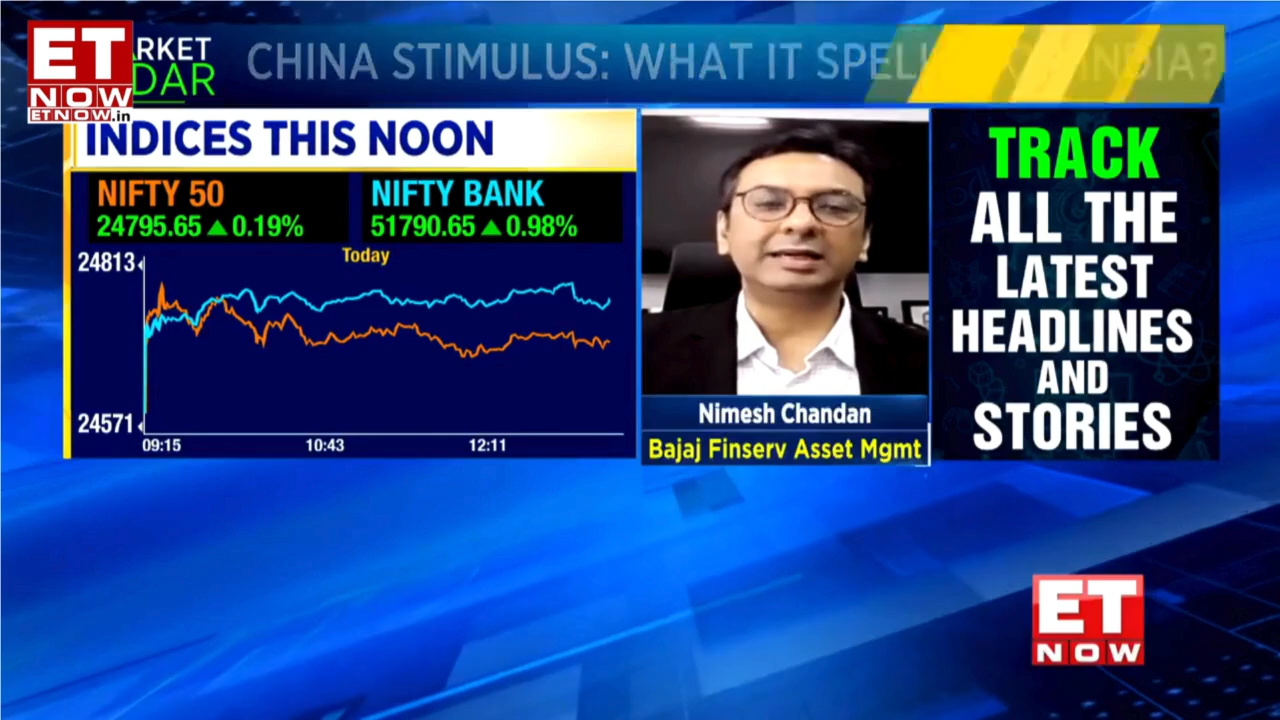 ET
NOW
ETNOW.in
ARKET
DAR
CHINA STIMULUS: WHAT IT SPEL INDIA?
INDICES THIS NOON
NIFTY 50
24795.65 ▲ 0.19%
NIFTY BANK
51790.65 ▲ 0.98%
Today
24813
24571
09:15
10:43
12:11
Nimesh Chandan
Bajaj Finserv Asset Mgmt
TRACK
ALL THE
LATEST
HEADLINES
AND
STORIES
ET
NOW